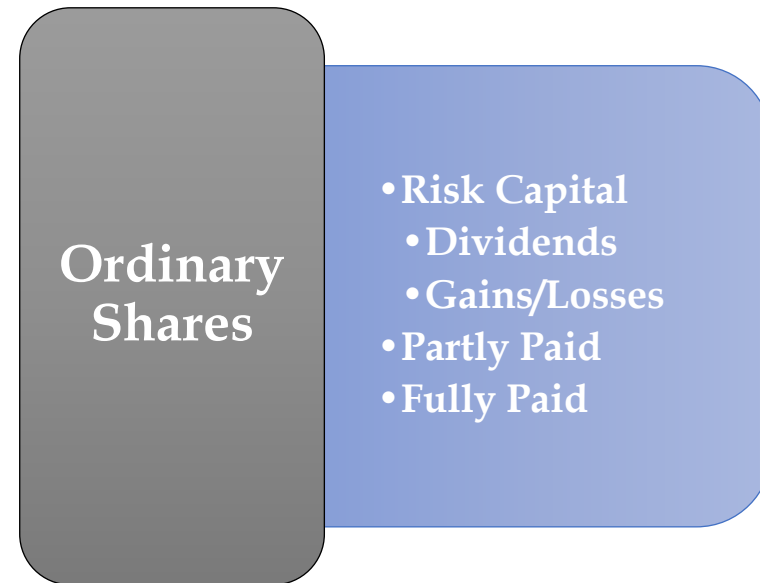 Ordinary
Shares
•Risk Capital
•Dividends
•Gains/Losses
•Partly Paid
•Fully Paid